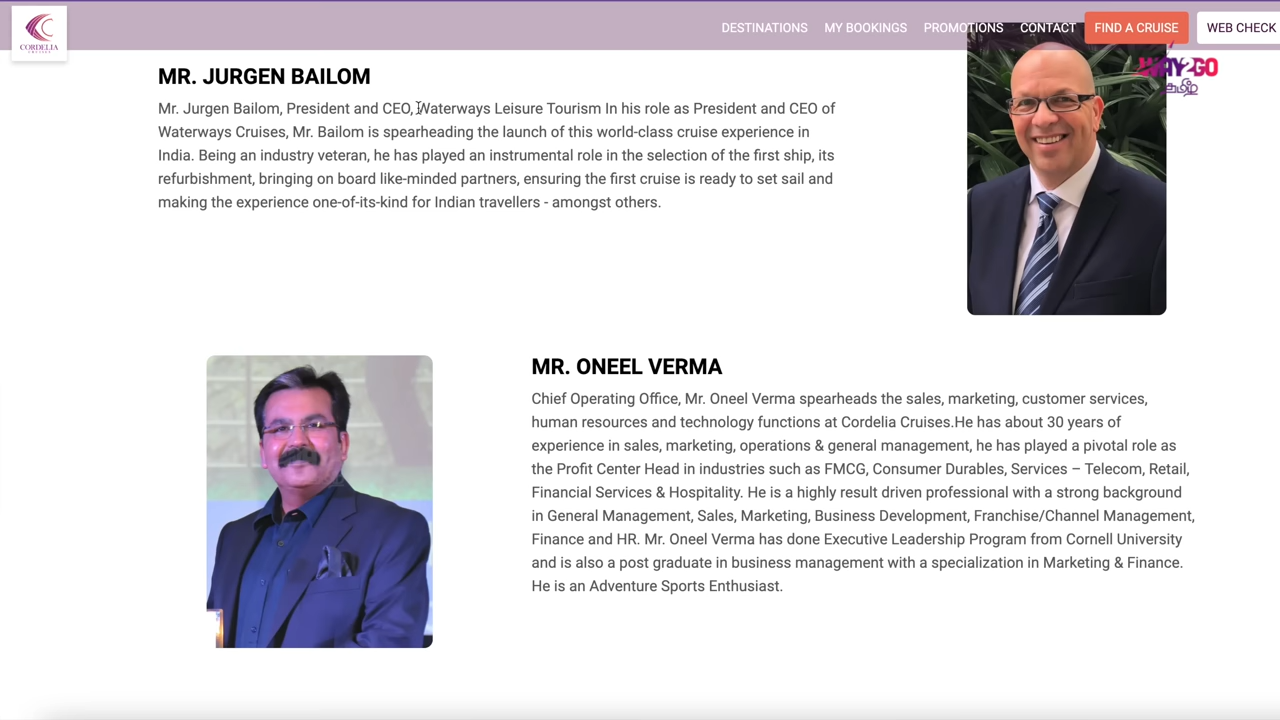 CORDELIA
CRUISES
DESTINATIONS MY BOOKINGS PROMOTIONS CONTACT FIND A CRUISE WEB CHECK
WAY2GO
தமிழ்
MR. JURGEN BAILOM
Mr. Jurgen Bailom, President and CEO, Waterways Leisure Tourism In his role as President and CEO of
Waterways Cruises, Mr. Bailom is spearheading the launch of this world-class cruise experience in
India. Being an industry veteran, he has played an instrumental role in the selection of the first ship, its
refurbishment, bringing on board like-minded partners, ensuring the first cruise is ready to set sail and
making the experience one-of-its-kind for Indian travellers - amongst others.
MR. ONEEL VERMA
Chief Operating Office, Mr. Oneel Verma spearheads the sales, marketing, customer services,
human resources and technology functions at Cordelia Cruises.He has about 30 years of
experience in sales, marketing, operations & general management, he has played a pivotal role as
the Profit Center Head in industries such as FMCG, Consumer Durables, Services – Telecom, Retail,
Financial Services & Hospitality. He is a highly result driven professional with a strong background
in General Management, Sales, Marketing, Business Development, Franchise/Channel Management,
Finance and HR. Mr. Oneel Verma has done Executive Leadership Program from Cornell University
and is also a post graduate in business management with a specialization in Marketing & Finance.
He is an Adventure Sports Enthusiast.